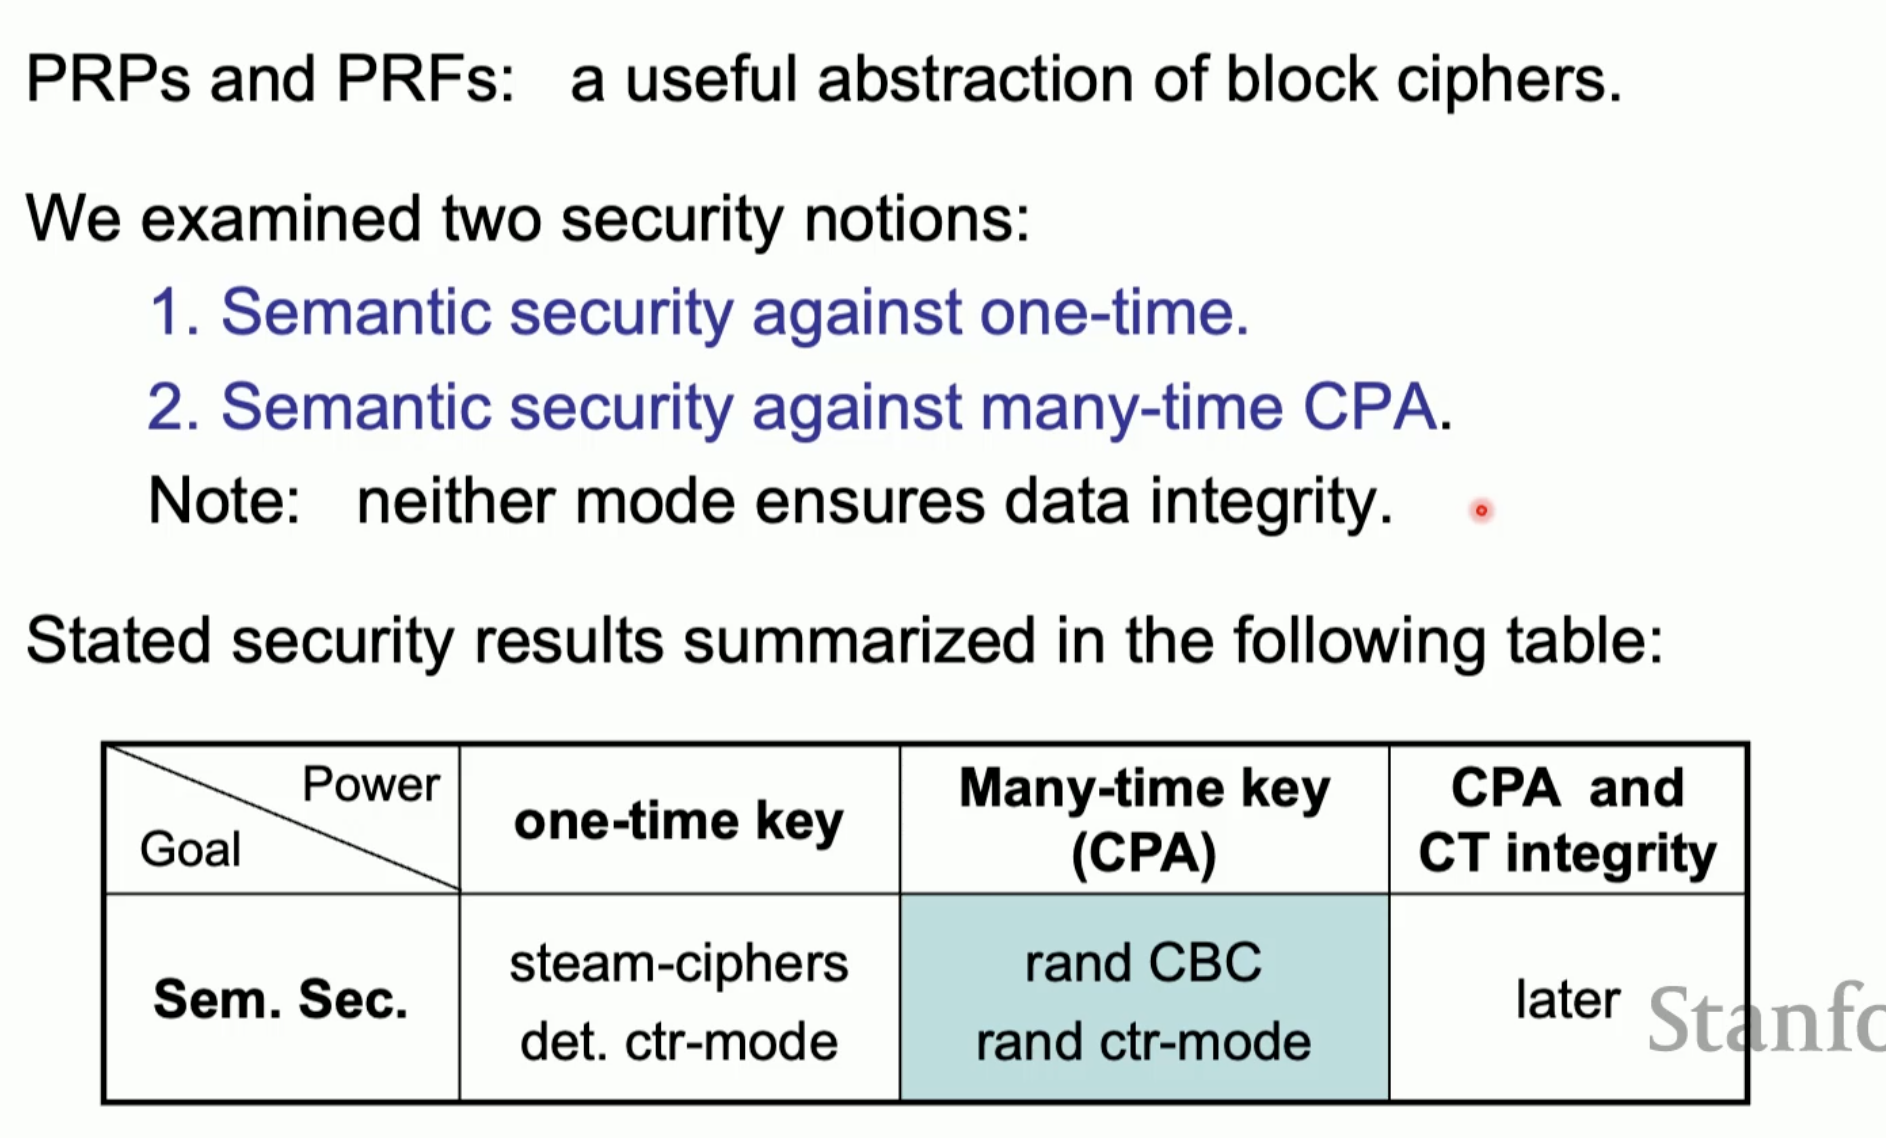 PRPs and PRFs: a useful abstraction of block ciphers.
We examined two security notions:
1. Semantic security against one-time.
2. Semantic security against many-time CPA.
Note: neither mode ensures data integrity.
Stated security results summarized in the following table:
Power
Goal
one-time key
Many-time key
(CPA)
CPA and
CT integrity
Sem. Sec.
steam-ciphers
det. ctr-mode
rand CBC
rand ctr-mode
later
Stanfo